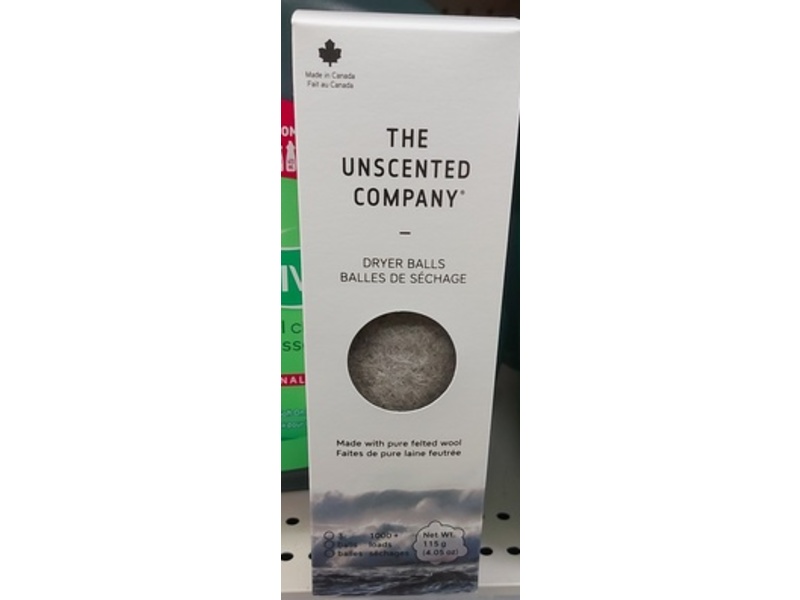 Made in Canada
Fait au Canada
THE
UNSCENTED
COMPANY®
DRYER BALLS
BALLES DE SÉCHAGE
Made with pure felted wool
Faites de pure laine feutrée
3 1000+
balls loads
balles séchages
Net Wt.
115 g
(4.05 oz)